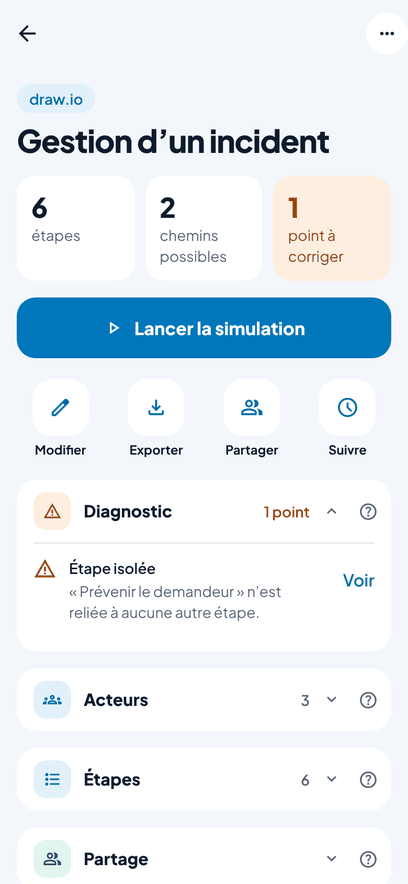 draw.io
Gestion d’un incident
6
étapes
2
chemins
possibles
1
point à
corriger
Lancer la simulation
Modifier
Exporter
Partager
Suivre
Diagnostic
1 point
Étape isolée
« Prévenir le demandeur » n’est
reliée à aucune autre étape.
Voir
Acteurs
3
Étapes
6
Partage